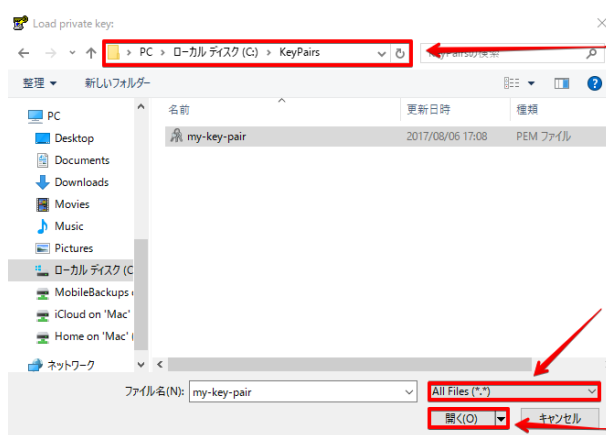 Load private key:
PC > ローカル ディスク (C:) > KeyPairs
KeyPairsの検索
整理 新しいフォルダー
PC
Desktop
Documents
Downloads
Movies
Music
Pictures
ローカル ディスク (C
MobileBackups
iCloud on 'Mac'
Home on 'Mac' (
ネットワーク
名前 更新日時 種類
my-key-pair 2017/08/06 17:08 PEM ファイル
ファイル名(N): my-key-pair All Files (*.*)
開く(O) キャンセル